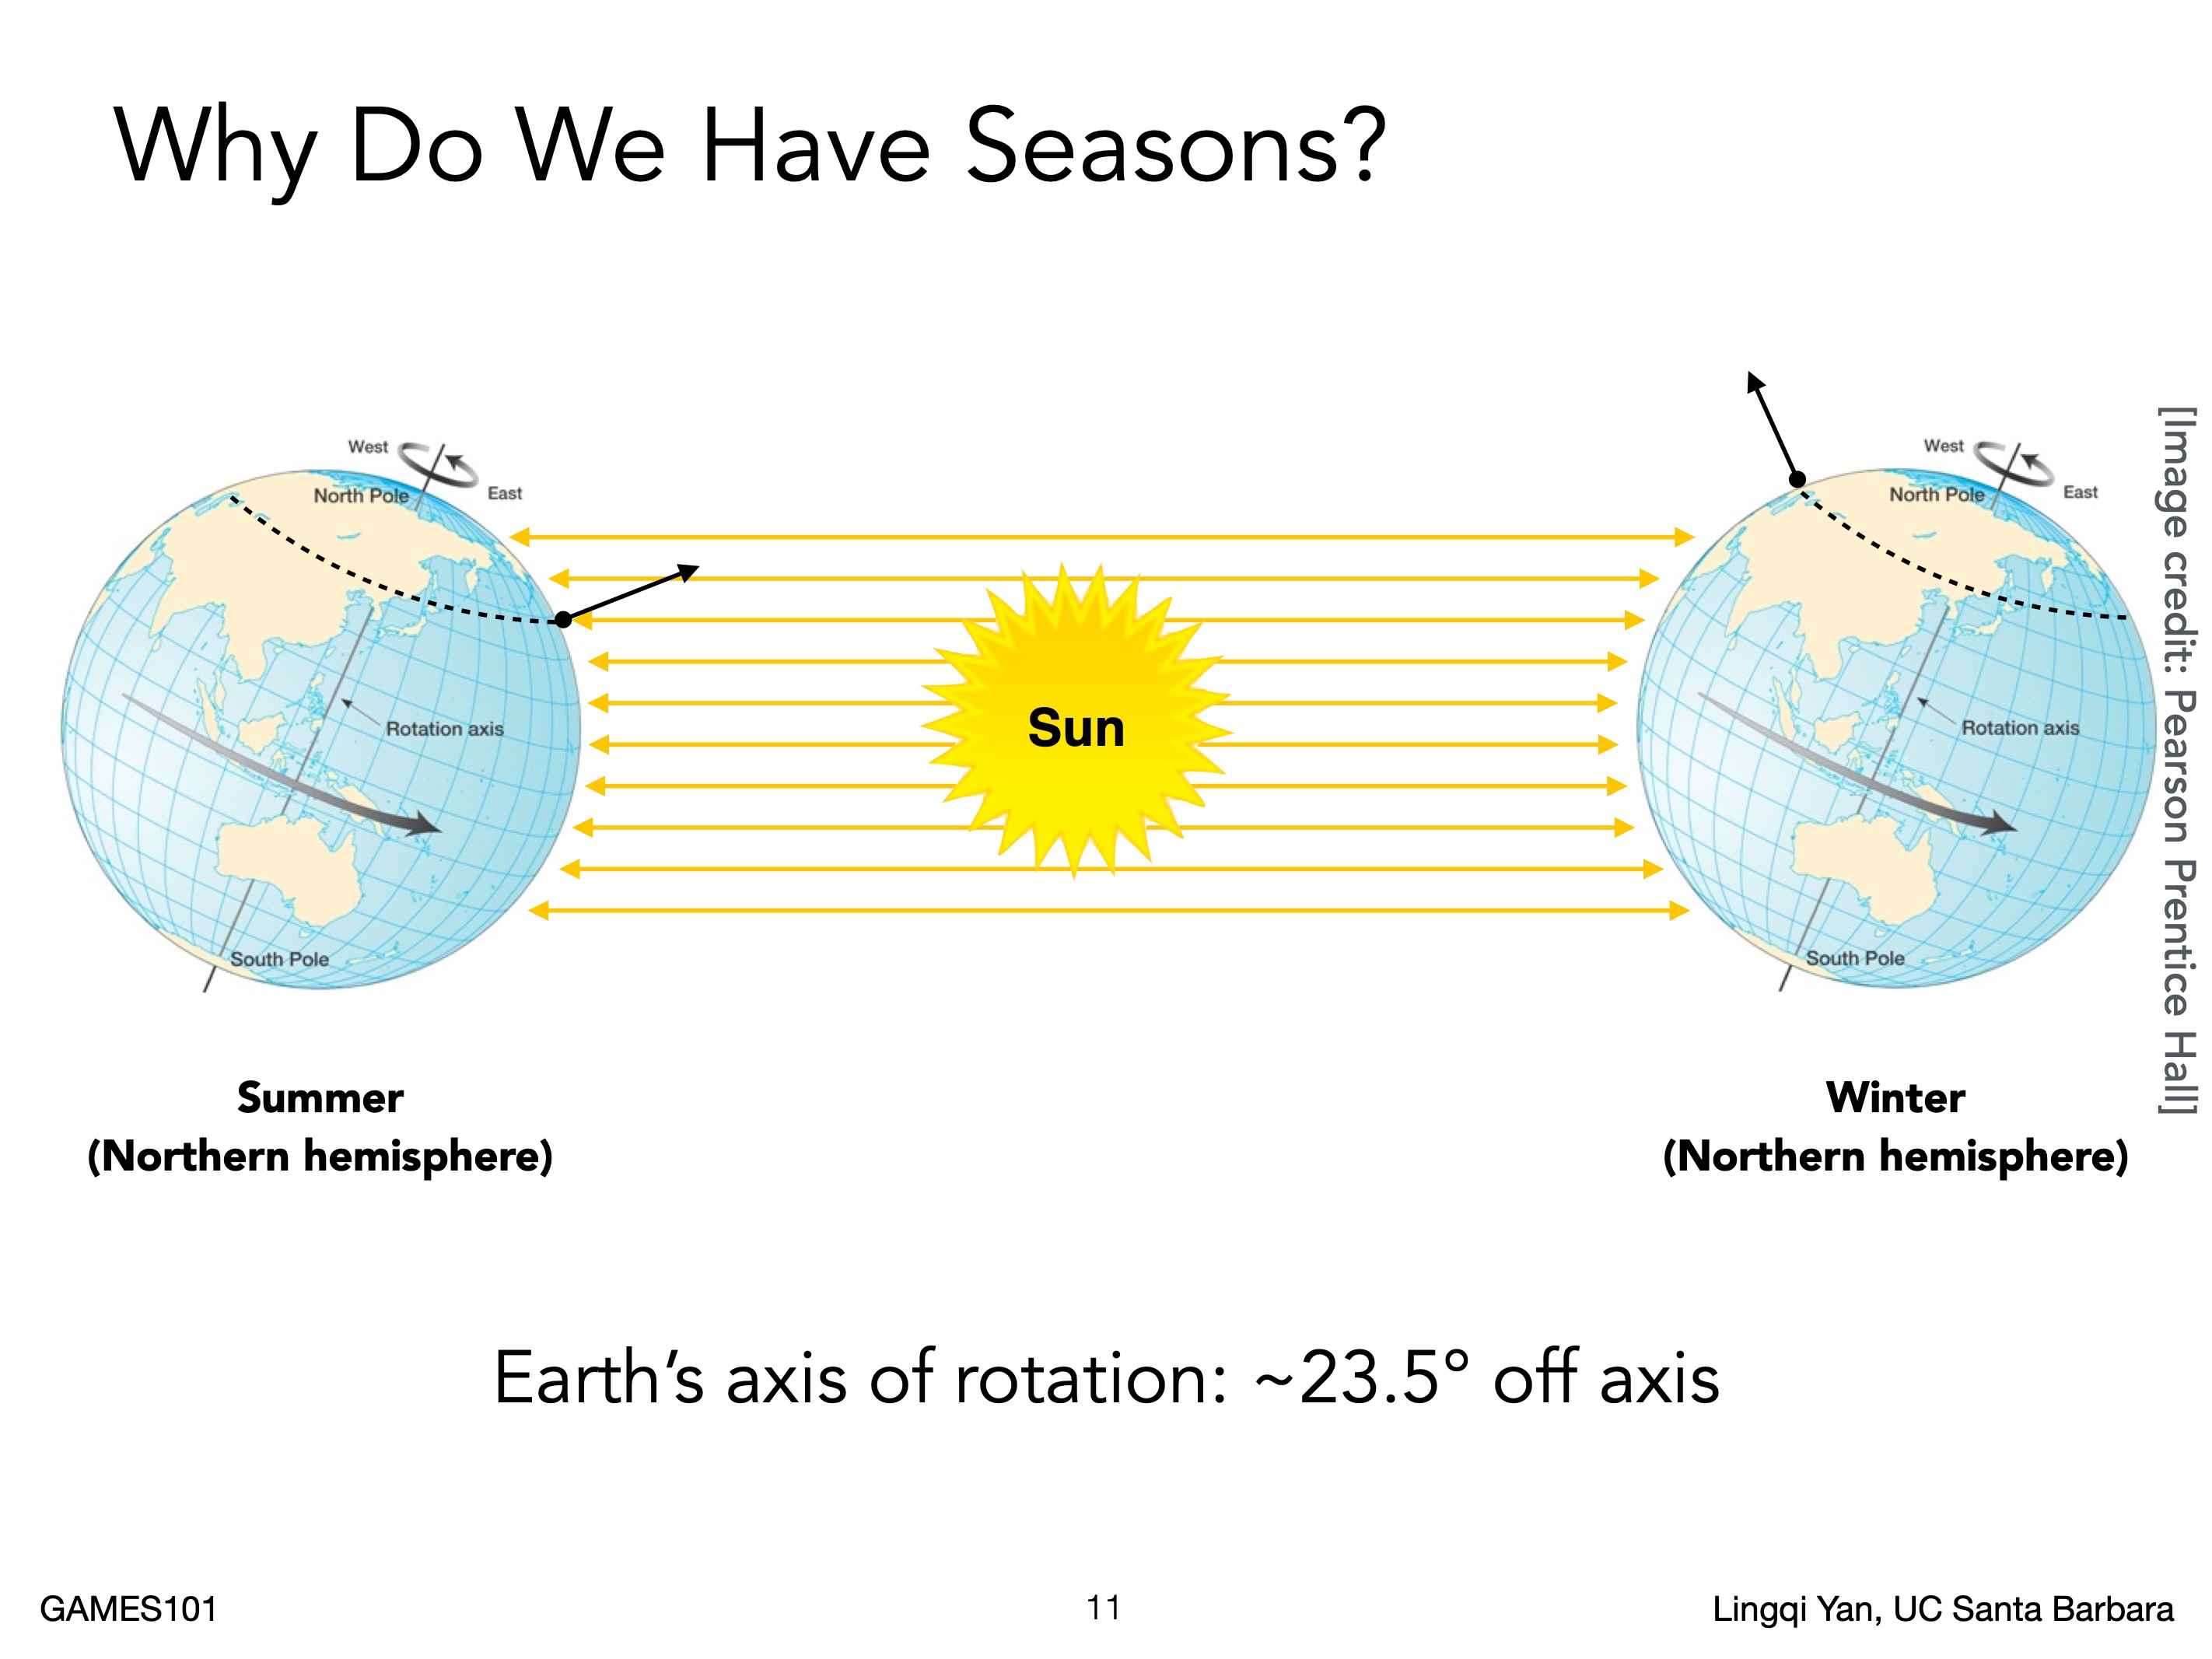 Why Do We Have Seasons?
West
North Pole
East
Rotation axis
South Pole
Sun
West
North Pole
East
Rotation axis
South Pole
[Image credit: Pearson Prentice Hall]
Summer
(Northern hemisphere)
Winter
(Northern hemisphere)
Earth’s axis of rotation: ~23.5° off axis
GAMES101
11
Lingqi Yan, UC Santa Barbara